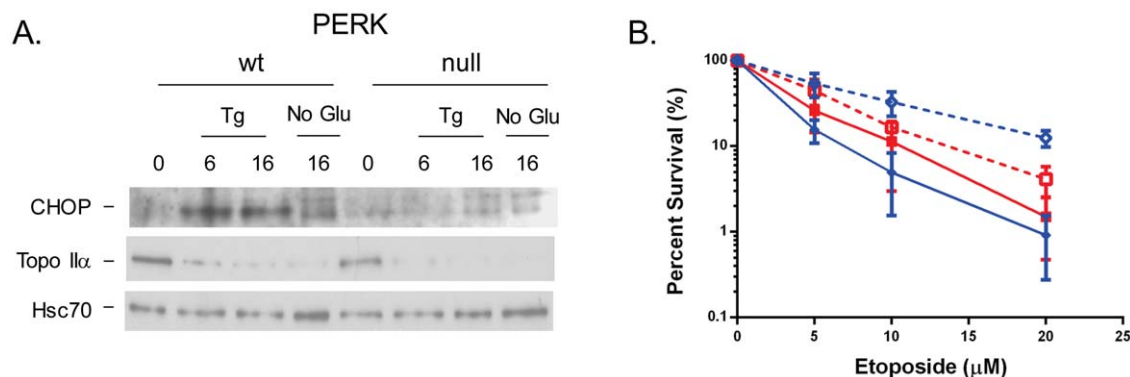 A.
PERK
wt null
Tg No Glu Tg No Glu
0 6 16 16 0 6 16 16
CHOP
Topo IIα
Hsc70
B.
Percent Survival (%)
100
10
1
0.1
0 5 10 15 20 25
Etoposide (μM)